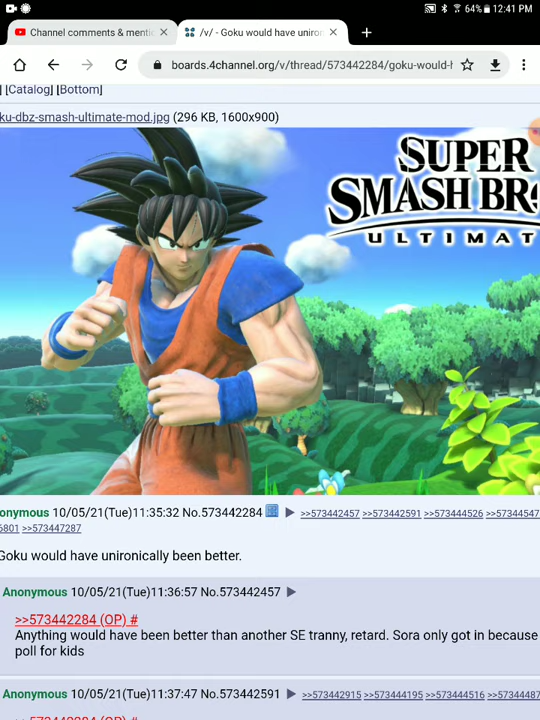 64% 12:41 PM
Channel comments & menti
/v/ - Goku would have uniron
boards.4channel.org/v/thread/573442284/goku-would-h
] [Catalog] [Bottom]
ku-dbz-smash-ultimate-mod.jpg (296 KB, 1600x900)
SUPER
SMASH BR
ULTIMAT
onymous 10/05/21(Tue)11:35:32 No.573442284 >>573442457 >>573442591 >>573444526 >>57344547
6801 >>573447287
Goku would have unironically been better.
Anonymous 10/05/21(Tue)11:36:57 No.573442457
>>573442284 (OP) #
Anything would have been better than another SE tranny, retard. Sora only got in because
poll for kids
Anonymous 10/05/21(Tue)11:37:47 No.573442591 >>573442915 >>573444195 >>573444516 >>57344487
>>573442284 (OP) #